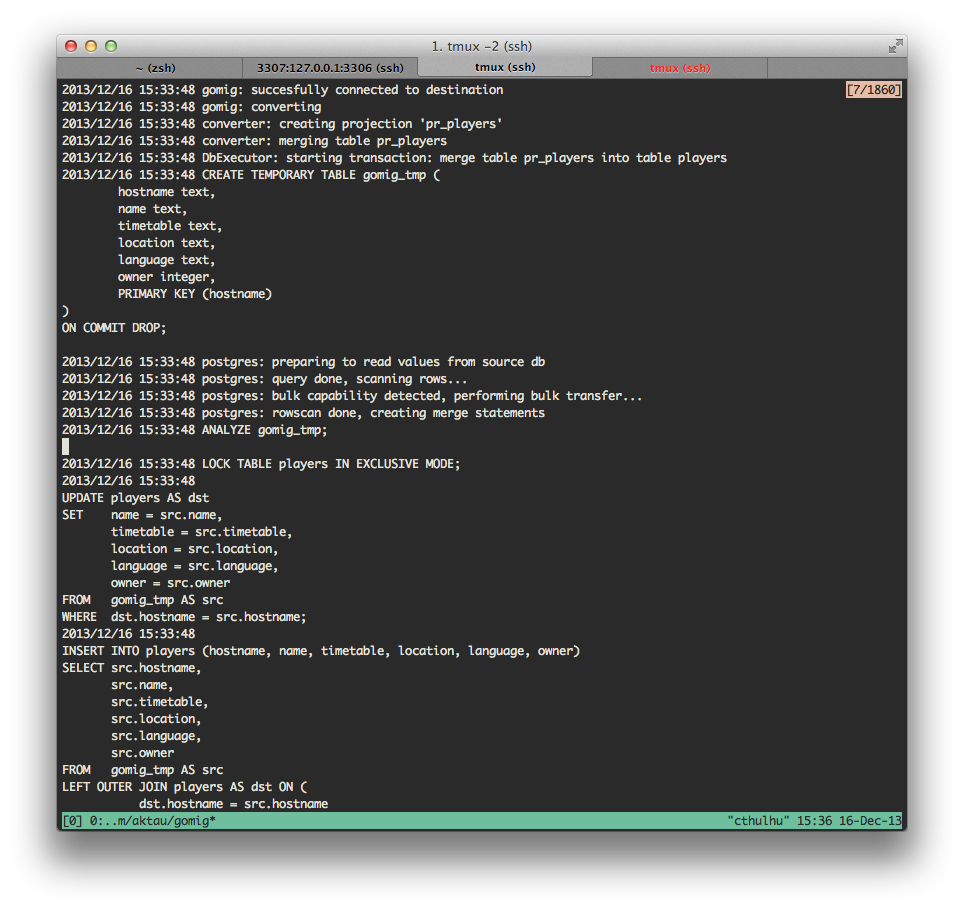 1. tmux -2 (ssh)
~ (zsh) 3307:127.0.0.1:3306 (ssh) tmux (ssh) tmux (ssh)
2013/12/16 15:33:48 gomig: succesfully connected to destination [7/1860]
2013/12/16 15:33:48 gomig: converting
2013/12/16 15:33:48 converter: creating projection 'pr_players'
2013/12/16 15:33:48 converter: merging table pr_players
2013/12/16 15:33:48 DbExecutor: starting transaction: merge table pr_players into table players
2013/12/16 15:33:48 CREATE TEMPORARY TABLE gomig_tmp (
        hostname text,
        name text,
        timetable text,
        location text,
        language text,
        owner integer,
        PRIMARY KEY (hostname)
)
ON COMMIT DROP;
2013/12/16 15:33:48 postgres: preparing to read values from source db
2013/12/16 15:33:48 postgres: query done, scanning rows...
2013/12/16 15:33:48 postgres: bulk capability detected, performing bulk transfer...
2013/12/16 15:33:48 postgres: rowscan done, creating merge statements
2013/12/16 15:33:48 ANALYZE gomig_tmp;
2013/12/16 15:33:48 LOCK TABLE players IN EXCLUSIVE MODE;
2013/12/16 15:33:48
UPDATE players AS dst
SET    name = src.name,
       timetable = src.timetable,
       location = src.location,
       language = src.language,
       owner = src.owner
FROM   gomig_tmp AS src
WHERE  dst.hostname = src.hostname;
2013/12/16 15:33:48
INSERT INTO players (hostname, name, timetable, location, language, owner)
SELECT src.hostname,
       src.name,
       src.timetable,
       src.location,
       src.language,
       src.owner
FROM   gomig_tmp AS src
LEFT OUTER JOIN players AS dst ON (
           dst.hostname = src.hostname
[0] 0:..m/aktau/gomig* "cthulhu" 15:36 16-Dec-13